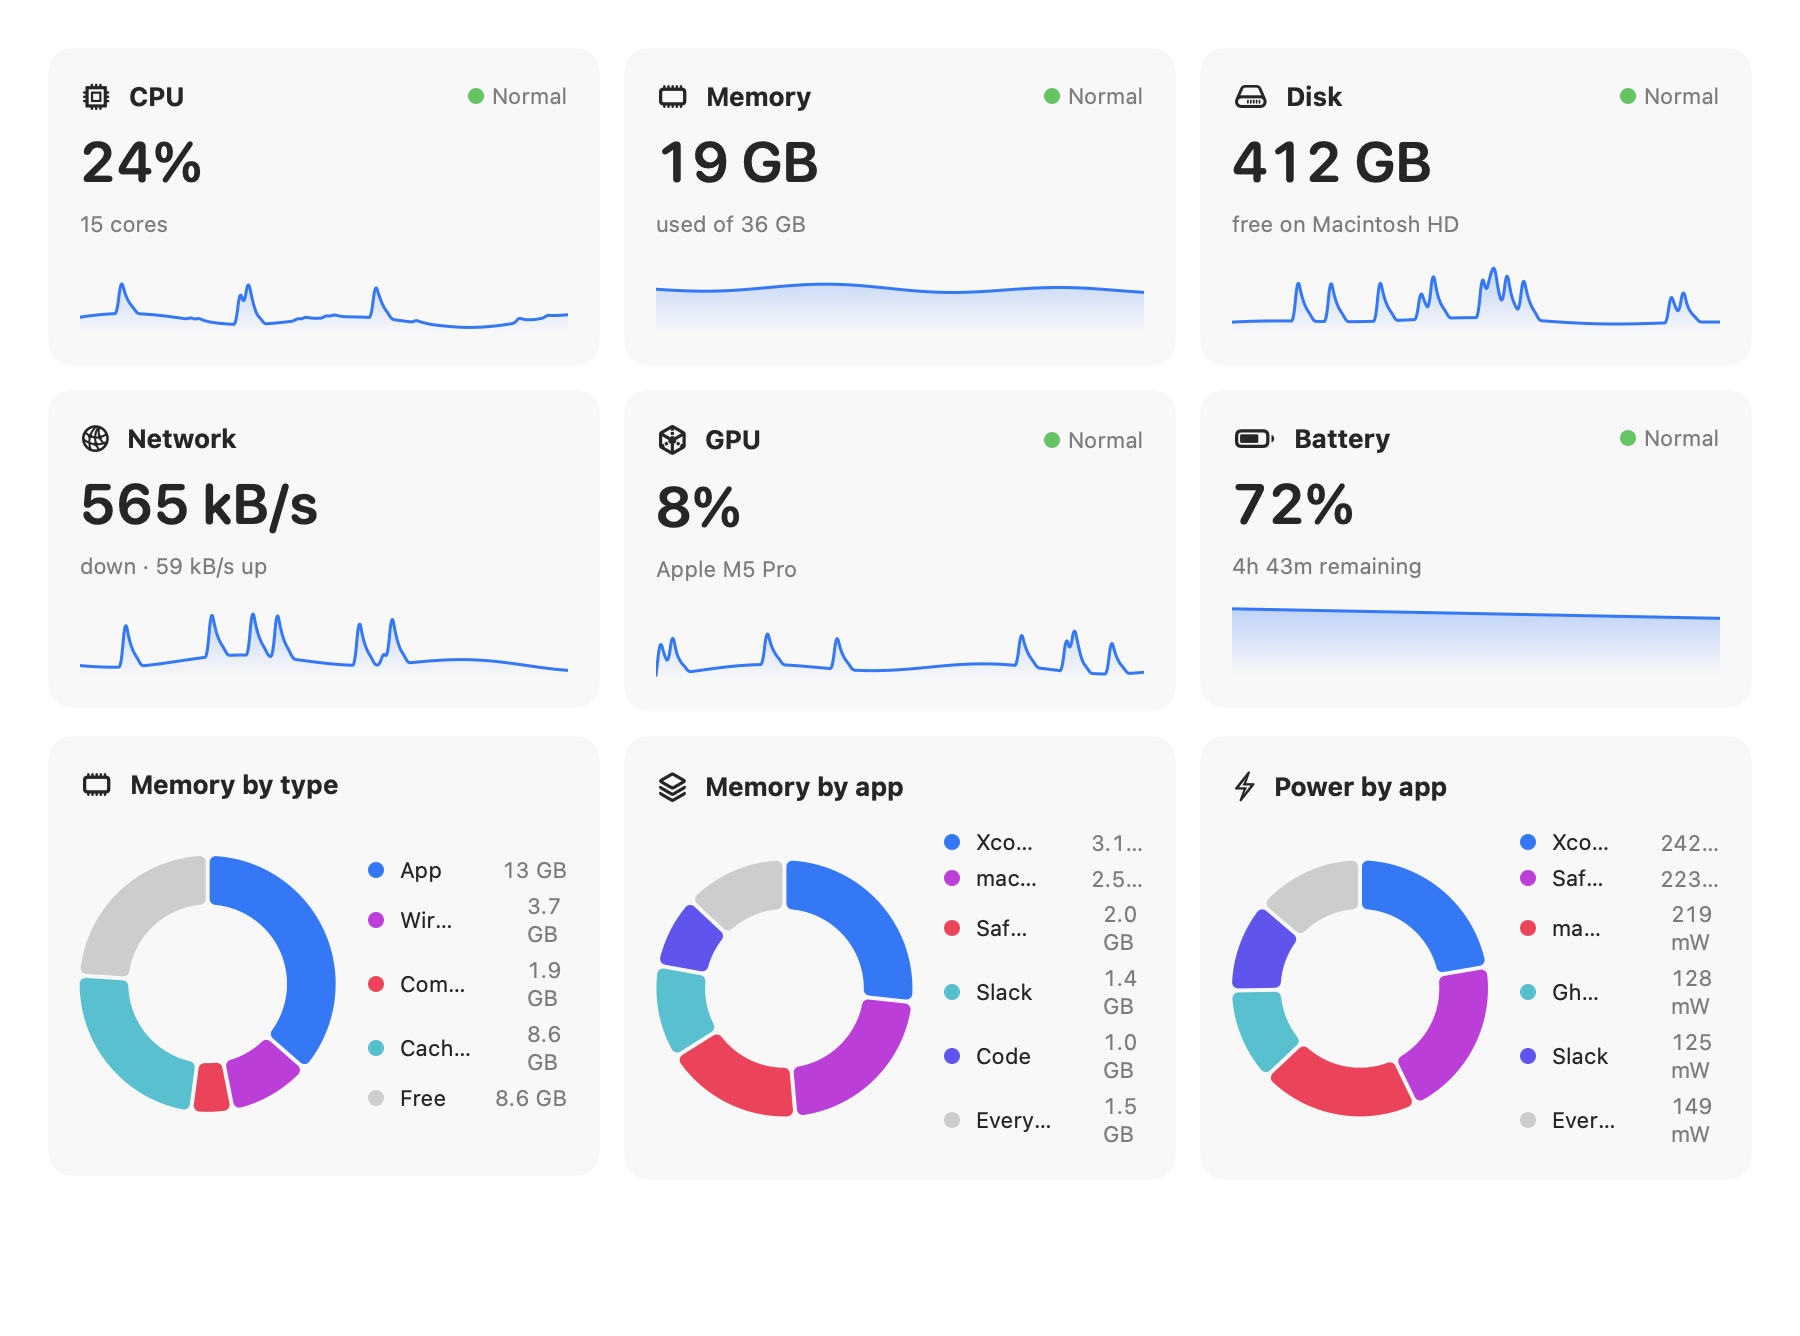 CPU
Normal
24%
15 cores
Memory
Normal
19 GB
used of 36 GB
Disk
Normal
412 GB
free on Macintosh HD
Network
565 kB/s
down · 59 kB/s up
GPU
Normal
8%
Apple M5 Pro
Battery
Normal
72%
4h 43m remaining
Memory by type
App 13 GB
Wir... 3.7
GB
Com... 1.9
GB
Cach... 8.6
GB
Free 8.6 GB
Memory by app
Xco... 3.1...
mac... 2.5...
Saf... 2.0
GB
Slack 1.4
GB
Code 1.0
GB
Every... 1.5
GB
Power by app
Xco... 242...
Saf... 223...
ma... 219
mW
Gh... 128
mW
Slack 125
mW
Ever... 149
mW